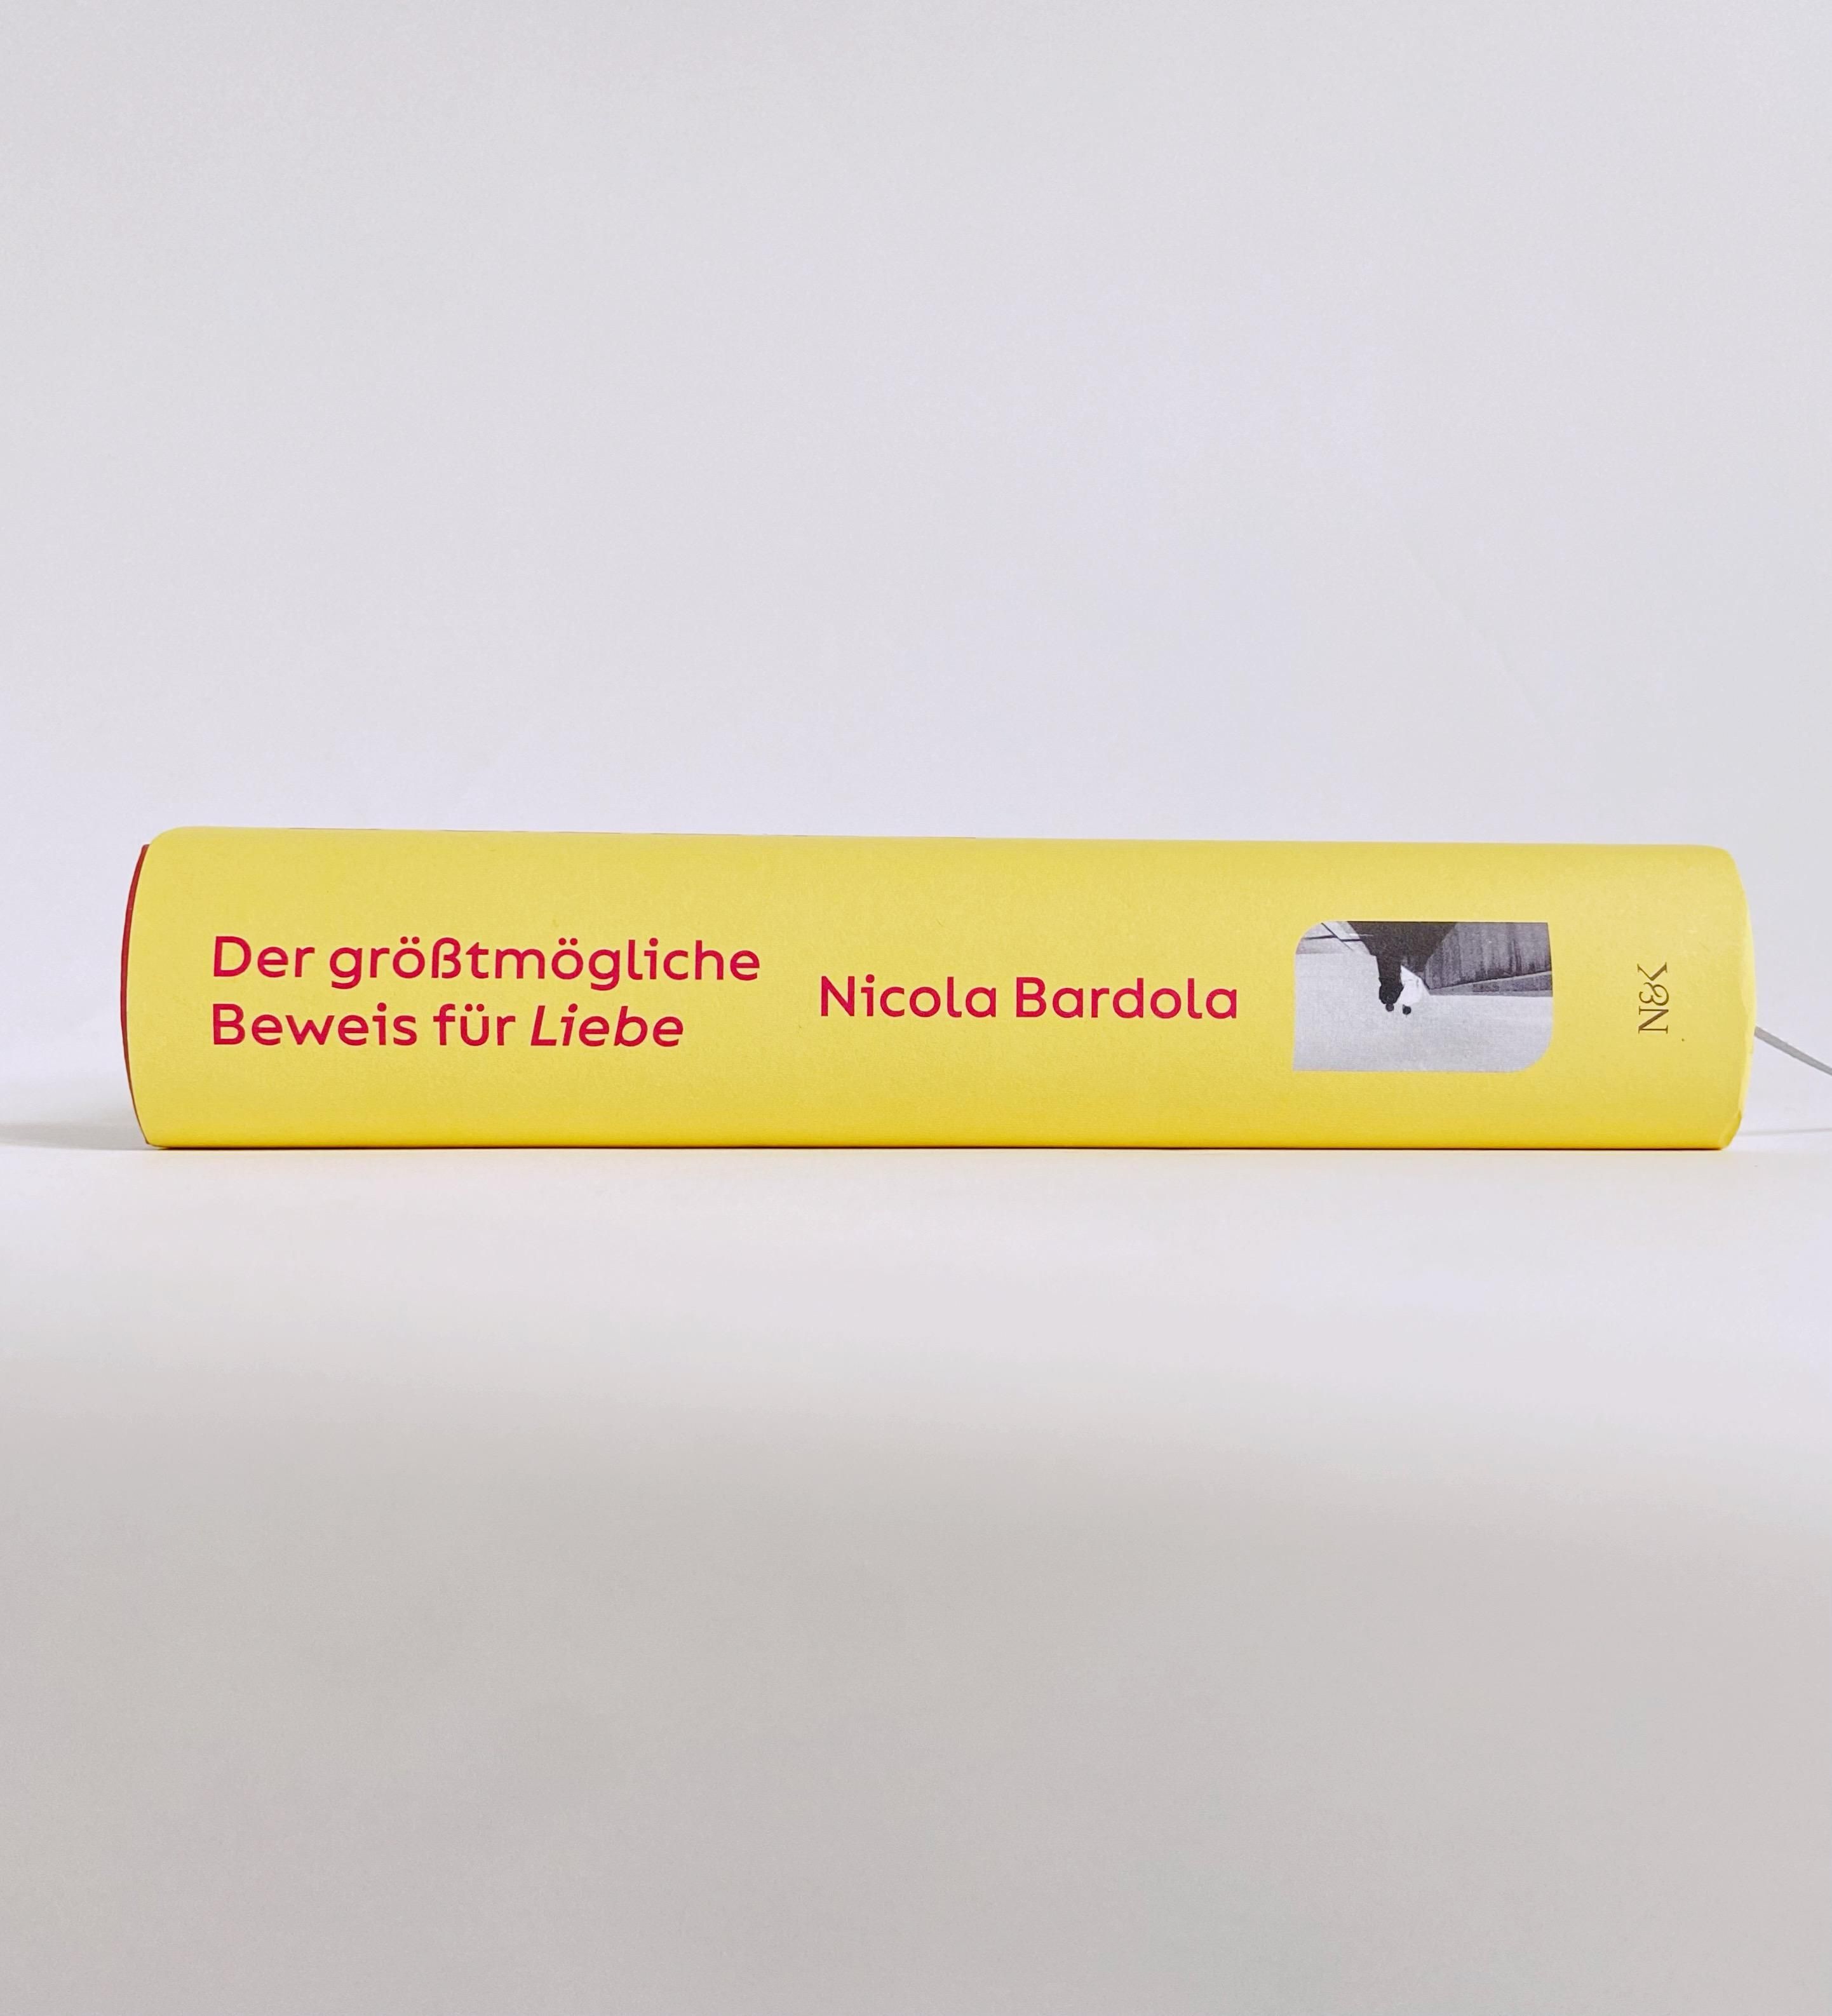 Der größtmögliche
Beweis für Liebe
Nicola Bardola
N&K